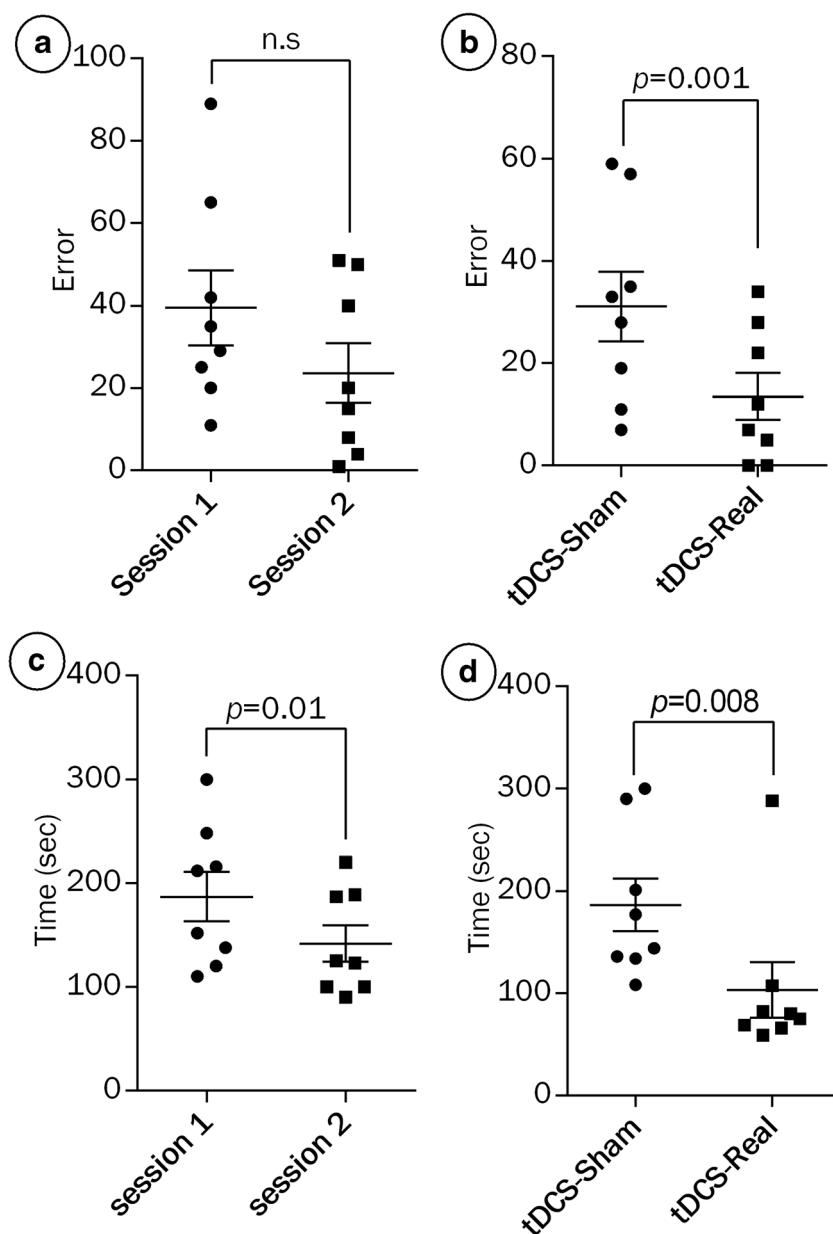 a
n.s
100
80
60
40
20
0
Error
Session 1
Session 2
b
p=0.001
80
60
40
20
0
Error
tDCS-Sham
tDCS-Real
c
p=0.01
400
300
200
100
0
Time (sec)
session 1
session 2
d
p=0.008
400
300
200
100
0
Time (sec)
tDCS-Sham
tDCS-Real